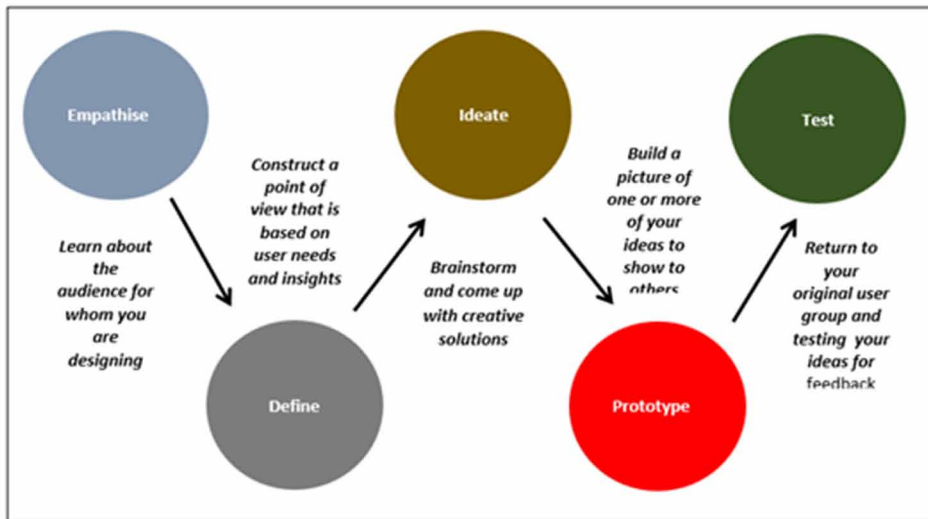 Empathise
Learn about
the
audience for
whom you
are
designing
Construct a
point of
view that is
based on
user needs
and insights
Define
Ideate
Brainstorm
and come up
with creative
solutions
Build a
picture of
one or more
of your
ideas to
show to
others
Prototype
Test
Return to
your
original user
group and
testing your
ideas for
feedback